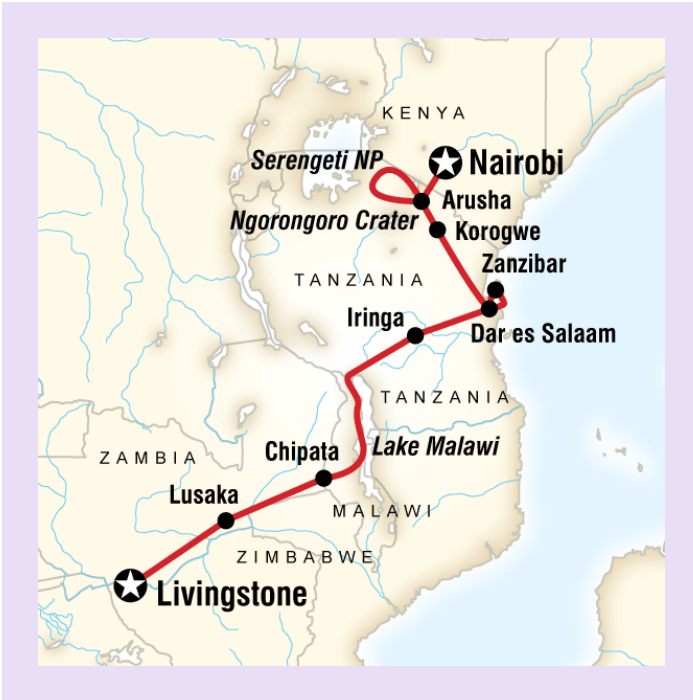 KENYA
Serengeti NP
Nairobi
Arusha
Ngorongoro Crater
Korogwe
Zanzibar
TANZANIA
Iringa
Dar es Salaam
TANZANIA
Lake Malawi
Chipata
ZAMBIA
Lusaka
MALAWI
ZIMBABWE
Livingstone